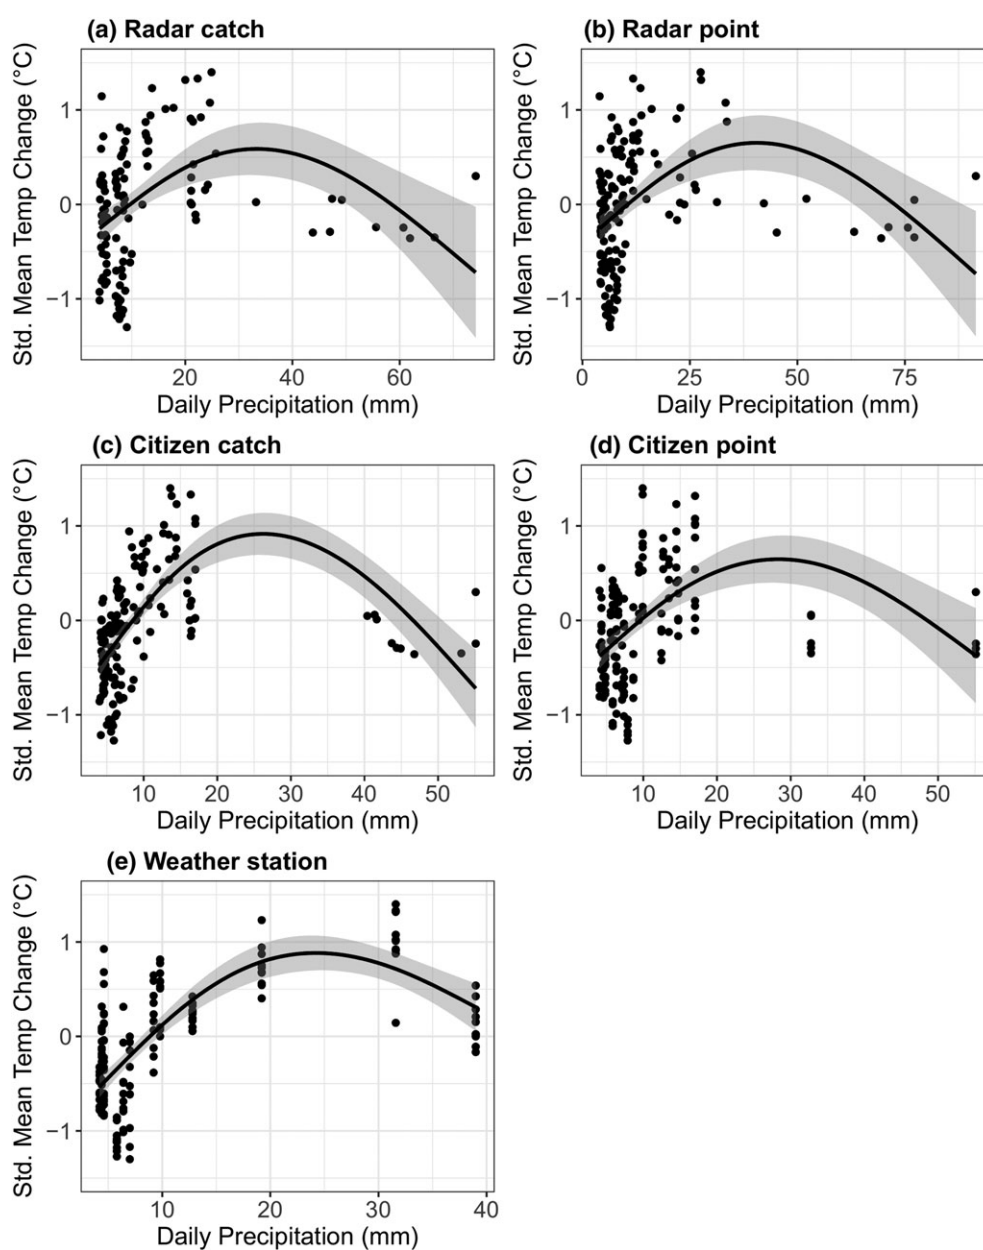 (a) Radar catch
Std. Mean Temp Change (°C)
1
0
−1
20 40 60
Daily Precipitation (mm)
(b) Radar point
Std. Mean Temp Change (°C)
1
0
−1
0 25 50 75
Daily Precipitation (mm)
(c) Citizen catch
Std. Mean Temp Change (°C)
1
0
−1
10 20 30 40 50
Daily Precipitation (mm)
(d) Citizen point
Std. Mean Temp Change (°C)
1
0
−1
10 20 30 40 50
Daily Precipitation (mm)
(e) Weather station
Std. Mean Temp Change (°C)
1
0
−1
10 20 30 40
Daily Precipitation (mm)